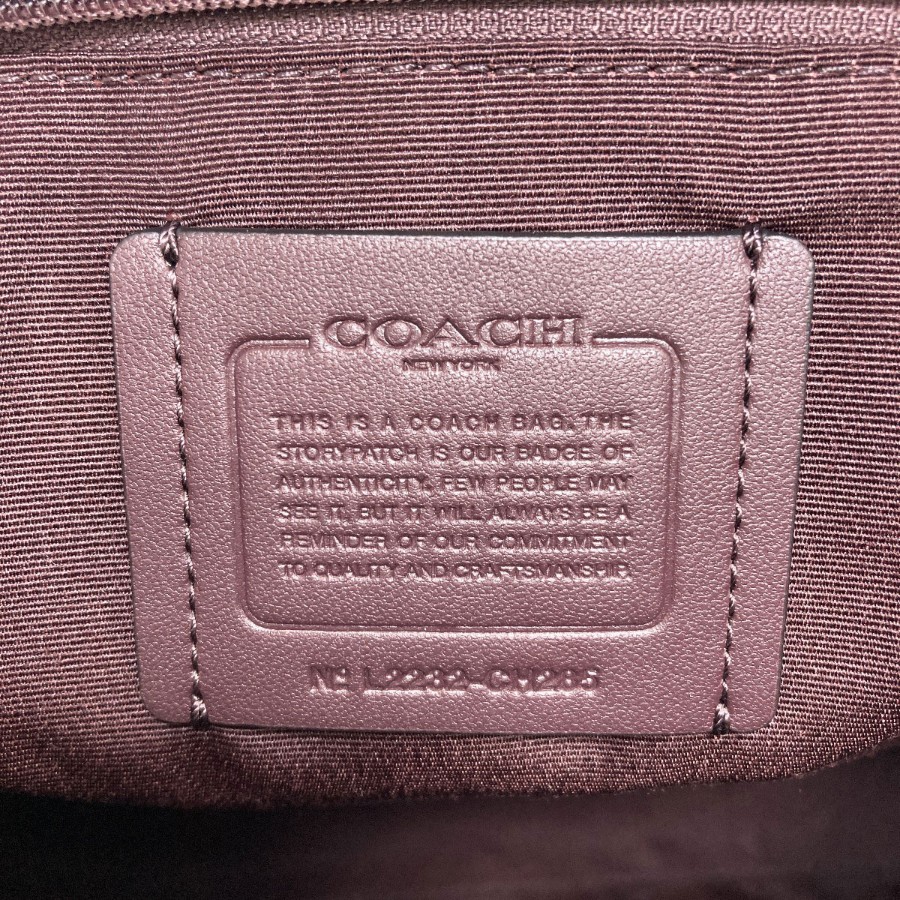 COACH
NEW YORK
THIS IS A COACH BAG. THE
STORYPATCH IS OUR BADGE OF
AUTHENTICITY. FEW PEOPLE MAY
SEE IT, BUT IT WILL ALWAYS BE A
REMINDER OF OUR COMMITMENT
TO QUALITY AND CRAFTSMANSHIP.
Nº L2232-CH285